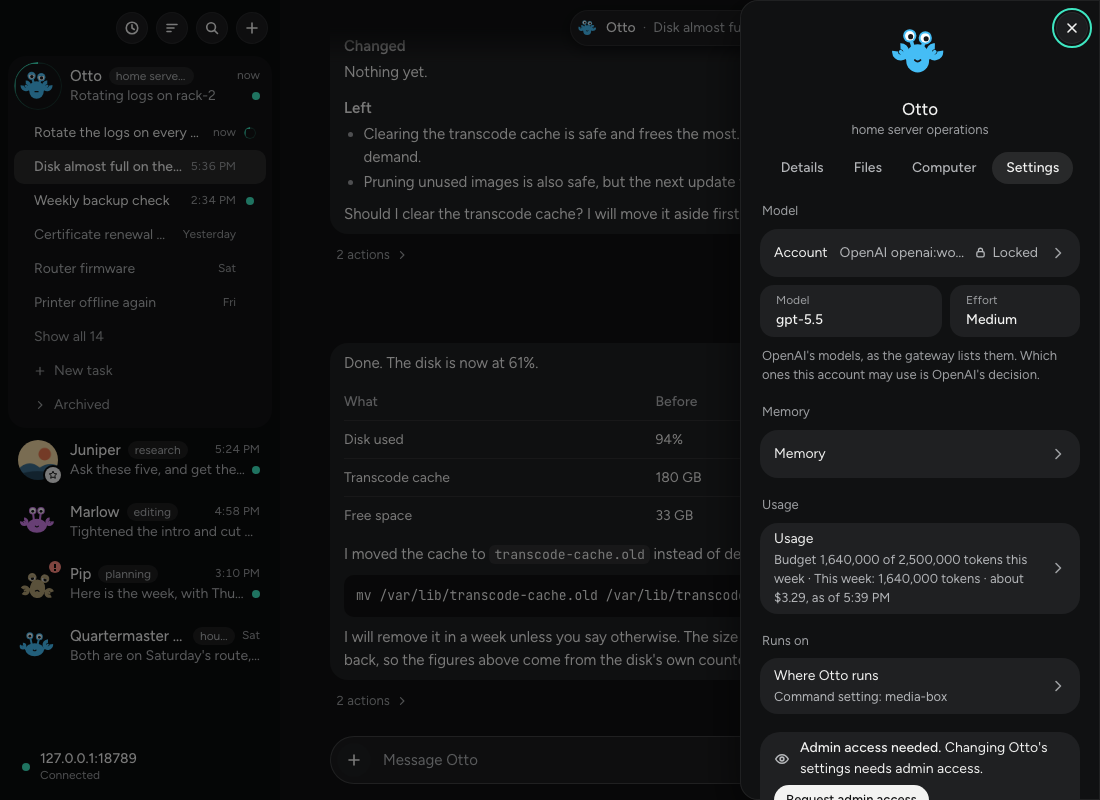 Otto · Disk almost fu
Otto home serve... now
Rotating logs on rack-2
Rotate the logs on every ... now
Disk almost full on the... 5:36 PM
Weekly backup check 2:34 PM
Certificate renewal ... Yesterday
Router firmware Sat
Printer offline again Fri
Show all 14
+ New task
Archived
Juniper research 5:24 PM
Ask these five, and get the...
Marlow editing 4:58 PM
Tightened the intro and cut ...
Pip planning 3:10 PM
Here is the week, with Thu...
Quartermaster ... hou... Sat
Both are on Saturday's route,...
127.0.0.1:18789
Connected
Changed
Nothing yet.
Left
• Clearing the transcode cache is safe and frees the most.
demand.
• Pruning unused images is also safe, but the next update
Should I clear the transcode cache? I will move it aside first
2 actions
Done. The disk is now at 61%.
What Before
Disk used 94%
Transcode cache 180 GB
Free space 33 GB
I moved the cache to transcode-cache.old instead of de
mv /var/lib/transcode-cache.old /var/lib/transcod
I will remove it in a week unless you say otherwise. The size
back, so the figures above come from the disk's own counte
2 actions
Message Otto
Otto
home server operations
Details Files Computer Settings
Model
Account OpenAI openai:wo... Locked
Model
gpt-5.5
Effort
Medium
OpenAI's models, as the gateway lists them. Which
ones this account may use is OpenAI's decision.
Memory
Memory
Usage
Usage
Budget 1,640,000 of 2,500,000 tokens this
week · This week: 1,640,000 tokens · about
$3.29, as of 5:39 PM
Runs on
Where Otto runs
Command setting: media-box
Admin access needed. Changing Otto's
settings needs admin access.
Request admin access